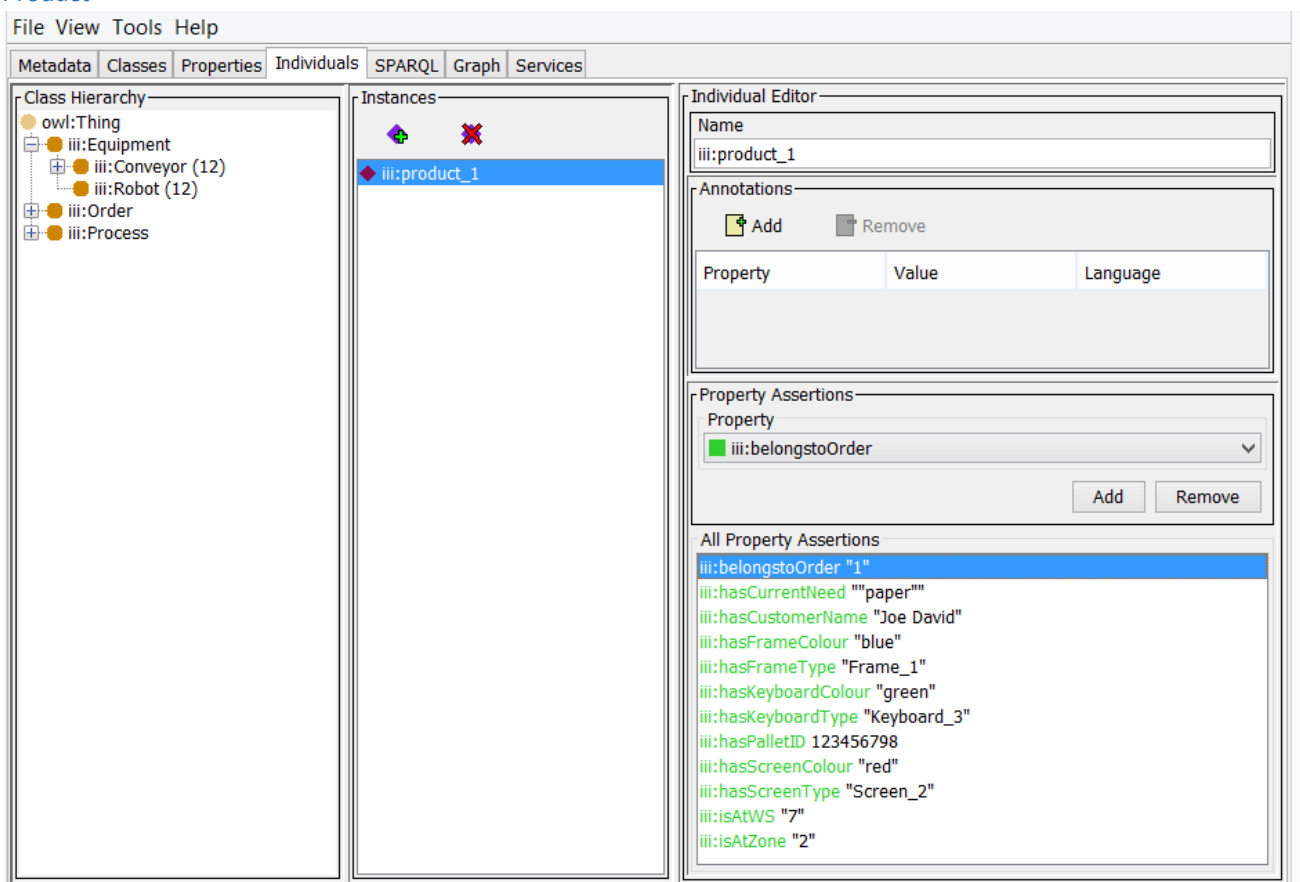 File View Tools Help
Metadata Classes Properties Individuals SPARQL Graph Services
Class Hierarchy
owl:Thing
iii:Equipment
iii:Conveyor (12)
iii:Robot (12)
iii:Order
iii:Process
Instances
iii:product_1
Individual Editor
Name
iii:product_1
Annotations
Add Remove
Property Value Language
Property Assertions
Property
iii:belongstoOrder
Add Remove
All Property Assertions
iii:belongstoOrder "1"
iii:hasCurrentNeed ""paper""
iii:hasCustomerName "Joe David"
iii:hasFrameColour "blue"
iii:hasFrameType "Frame_1"
iii:hasKeyboardColour "green"
iii:hasKeyboardType "Keyboard_3"
iii:hasPalletID 123456798
iii:hasScreenColour "red"
iii:hasScreenType "Screen_2"
iii:isAtWS "7"
iii:isAtZone "2"